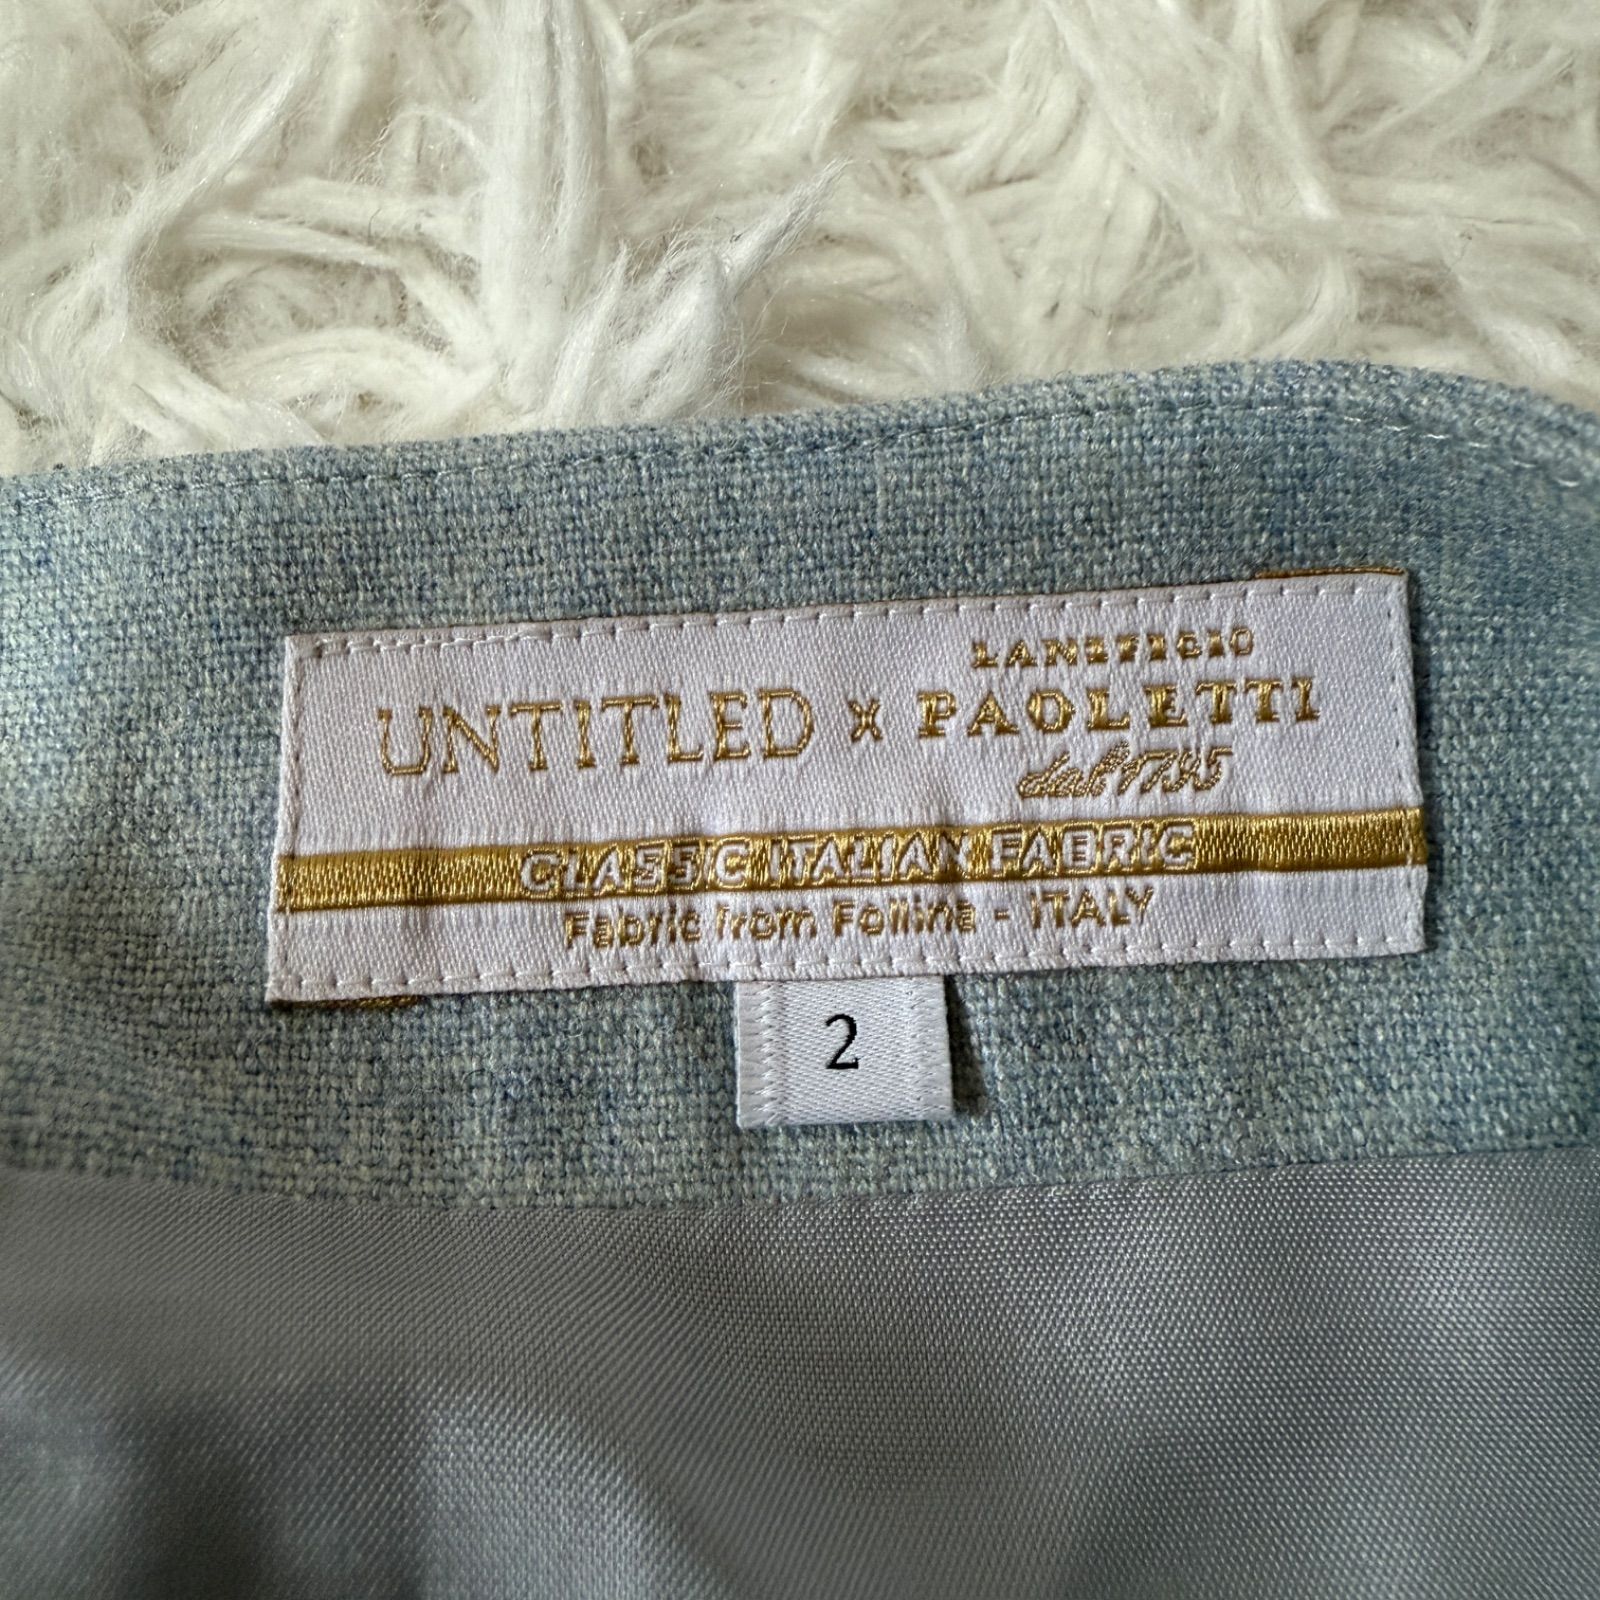 UNTITLED x LANIFICIO PAOLETTI
dal 1795
CLASSIC ITALIAN FABRIC
Fabric from Follina - ITALY
2